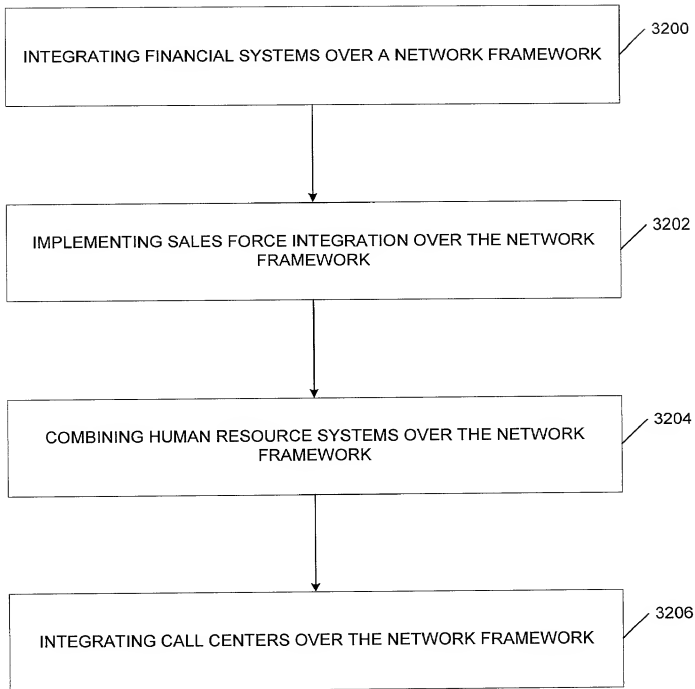 3200
INTEGRATING FINANCIAL SYSTEMS OVER A NETWORK FRAMEWORK
3202
IMPLEMENTING SALES FORCE INTEGRATION OVER THE NETWORK
FRAMEWORK
3204
COMBINING HUMAN RESOURCE SYSTEMS OVER THE NETWORK
FRAMEWORK
3206
INTEGRATING CALL CENTERS OVER THE NETWORK FRAMEWORK